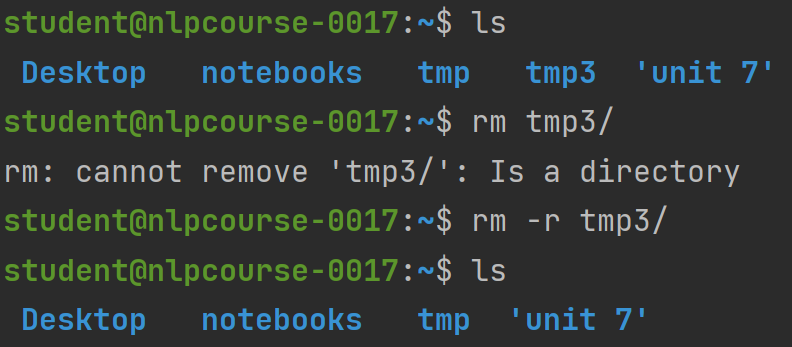 student@nlpcourse-0017:~$ ls
Desktop notebooks tmp tmp3 'unit 7'
student@nlpcourse-0017:~$ rm tmp3/
rm: cannot remove 'tmp3/': Is a directory
student@nlpcourse-0017:~$ rm -r tmp3/
student@nlpcourse-0017:~$ ls
Desktop notebooks tmp 'unit 7'